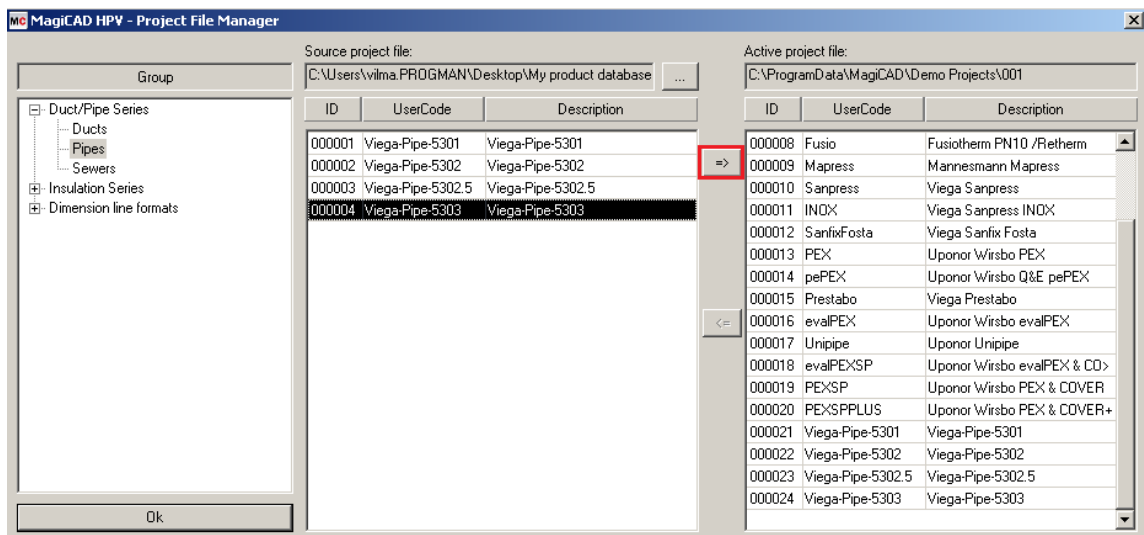 MC MagiCAD HPV - Project File Manager
Source project file:
Active project file:
Group
C:\Users\vilma.PROGMAN\Desktop\My product database
...
C:\ProgramData\MagiCAD\Demo Projects\001
ID UserCode Description
ID UserCode Description
Duct/Pipe Series
Ducts
Pipes
Sewers
Insulation Series
Dimension line formats
000001 Viega-Pipe-5301 Viega-Pipe-5301
000002 Viega-Pipe-5302 Viega-Pipe-5302
000003 Viega-Pipe-5302.5 Viega-Pipe-5302.5
000004 Viega-Pipe-5303 Viega-Pipe-5303
=>
<=
000008 Fusio Fusiotherm PN10 /Retherm
000009 Mapress Mannesmann Mapress
000010 Sanpress Viega Sanpress
000011 INOX Viega Sanpress INOX
000012 SanfixFosta Viega Sanfix Fosta
000013 PEX Uponor Wirsbo PEX
000014 pePEX Uponor Wirsbo Q&E pePEX
000015 Prestabo Viega Prestabo
000016 evalPEX Uponor Wirsbo evalPEX
000017 Unipipe Uponor Unipipe
000018 evalPEXSP Uponor Wirsbo evalPEX & CO>
000019 PEXSP Uponor Wirsbo PEX & COVER
000020 PEXSPPLUS Uponor Wirsbo PEX & COVER+
000021 Viega-Pipe-5301 Viega-Pipe-5301
000022 Viega-Pipe-5302 Viega-Pipe-5302
000023 Viega-Pipe-5302.5 Viega-Pipe-5302.5
000024 Viega-Pipe-5303 Viega-Pipe-5303
Ok